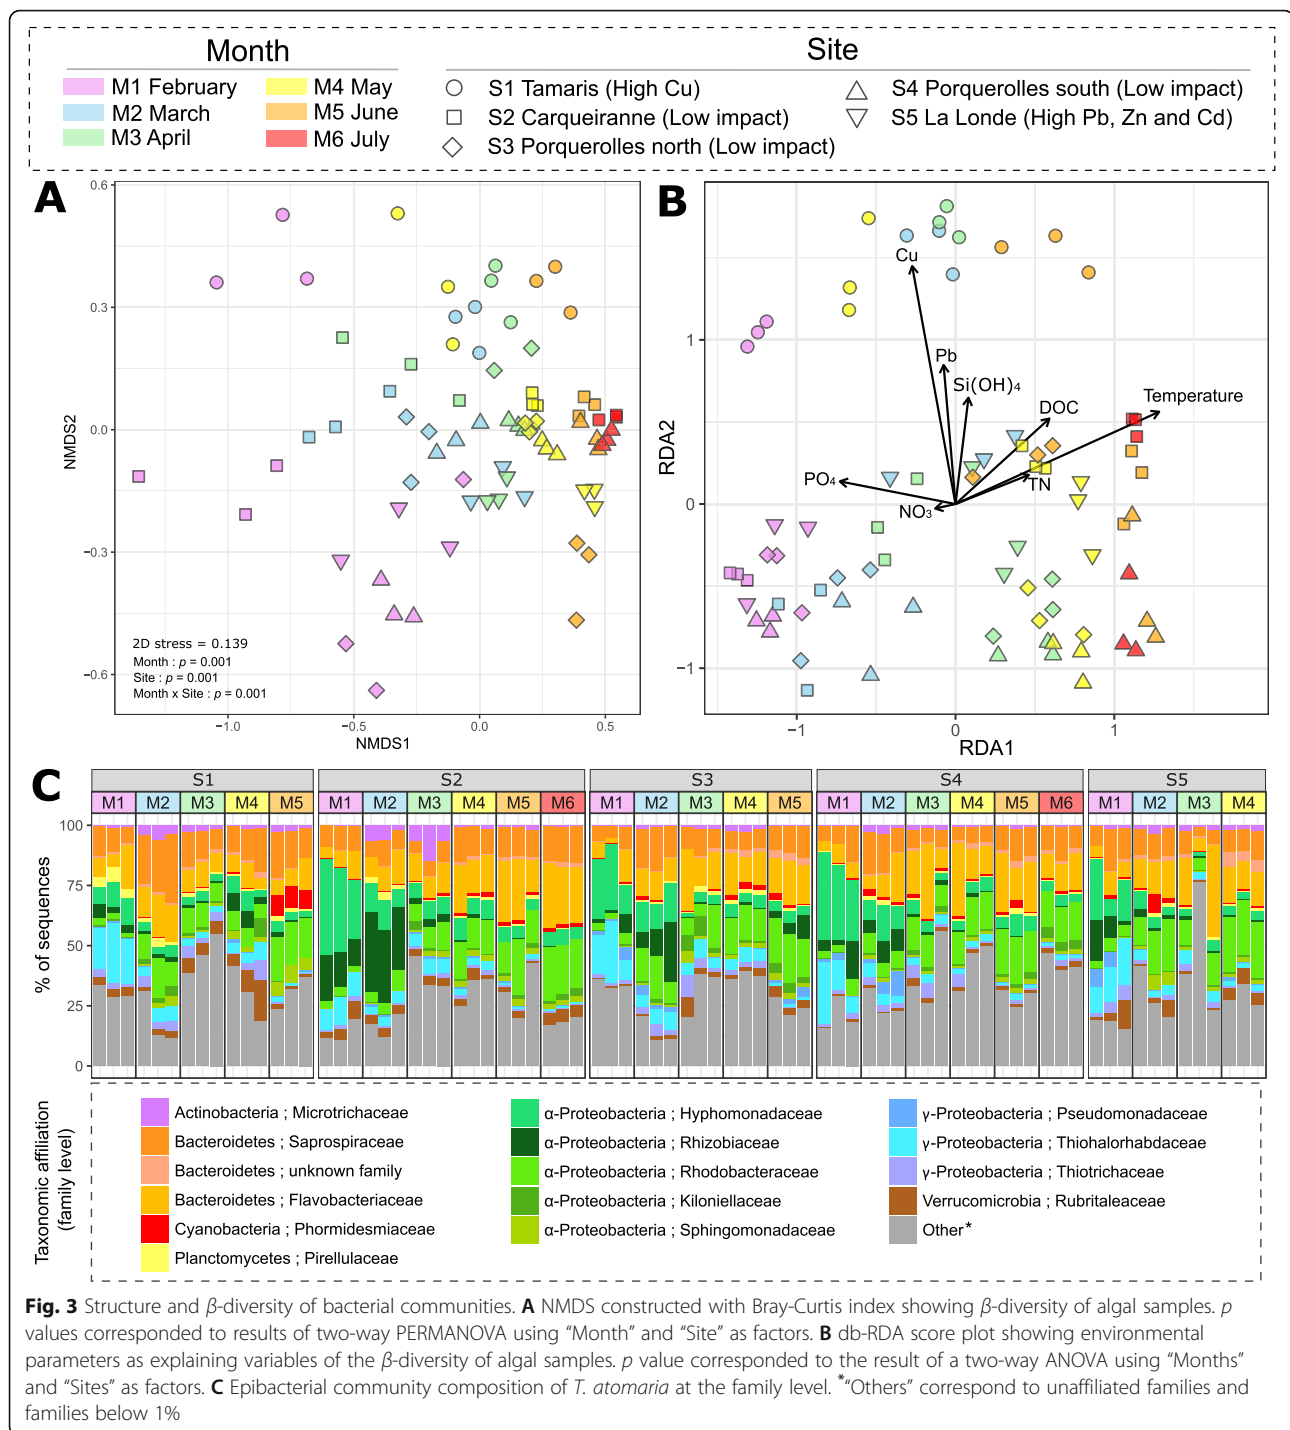 Month
Site
M1 February
M4 May
M2 March
M5 June
M3 April
M6 July
S1 Tamaris (High Cu)
S4 Porquerolles south (Low impact)
S2 Carqueiranne (Low impact)
S5 La Londe (High Pb, Zn and Cd)
S3 Porquerolles north (Low impact)
A
0.6
0.3
0.0
−0.3
−0.6
NMDS2
2D stress = 0.139
Month : p = 0.001
Site : p = 0.001
Month x Site : p = 0.001
−1.0
−0.5
0.0
0.5
NMDS1
B
1
0
−1
RDA2
Cu
Pb
Si(OH)₄
DOC
Temperature
TN
PO₄
NO₃
−1
0
1
RDA1
C
S1
S2
S3
S4
S5
M1 M2 M3 M4 M5
M1 M2 M3 M4 M5 M6
M1 M2 M3 M4 M5
M1 M2 M3 M4 M5 M6
M1 M2 M3 M4
100
75
50
25
0
% of sequences
Taxonomic affiliation
(family level)
Actinobacteria ; Microtrichaceae
Bacteroidetes ; Saprospiraceae
Bacteroidetes ; unknown family
Bacteroidetes ; Flavobacteriaceae
Cyanobacteria ; Phormidesmiaceae
Planctomycetes ; Pirellulaceae
α-Proteobacteria ; Hyphomonadaceae
α-Proteobacteria ; Rhizobiaceae
α-Proteobacteria ; Rhodobacteraceae
α-Proteobacteria ; Kiloniellaceae
α-Proteobacteria ; Sphingomonadaceae
γ-Proteobacteria ; Pseudomonadaceae
γ-Proteobacteria ; Thiohalorhabdaceae
γ-Proteobacteria ; Thiotrichaceae
Verrucomicrobia ; Rubritaleaceae
Other*
Fig. 3 Structure and β-diversity of bacterial communities. A NMDS constructed with Bray-Curtis index showing β-diversity of algal samples. p
values corresponded to results of two-way PERMANOVA using “Month” and “Site” as factors. B db-RDA score plot showing environmental
parameters as explaining variables of the β-diversity of algal samples. p value corresponded to the result of a two-way ANOVA using “Months”
and “Sites” as factors. C Epibacterial community composition of T. atomaria at the family level. *“Others” correspond to unaffiliated families and
families below 1%